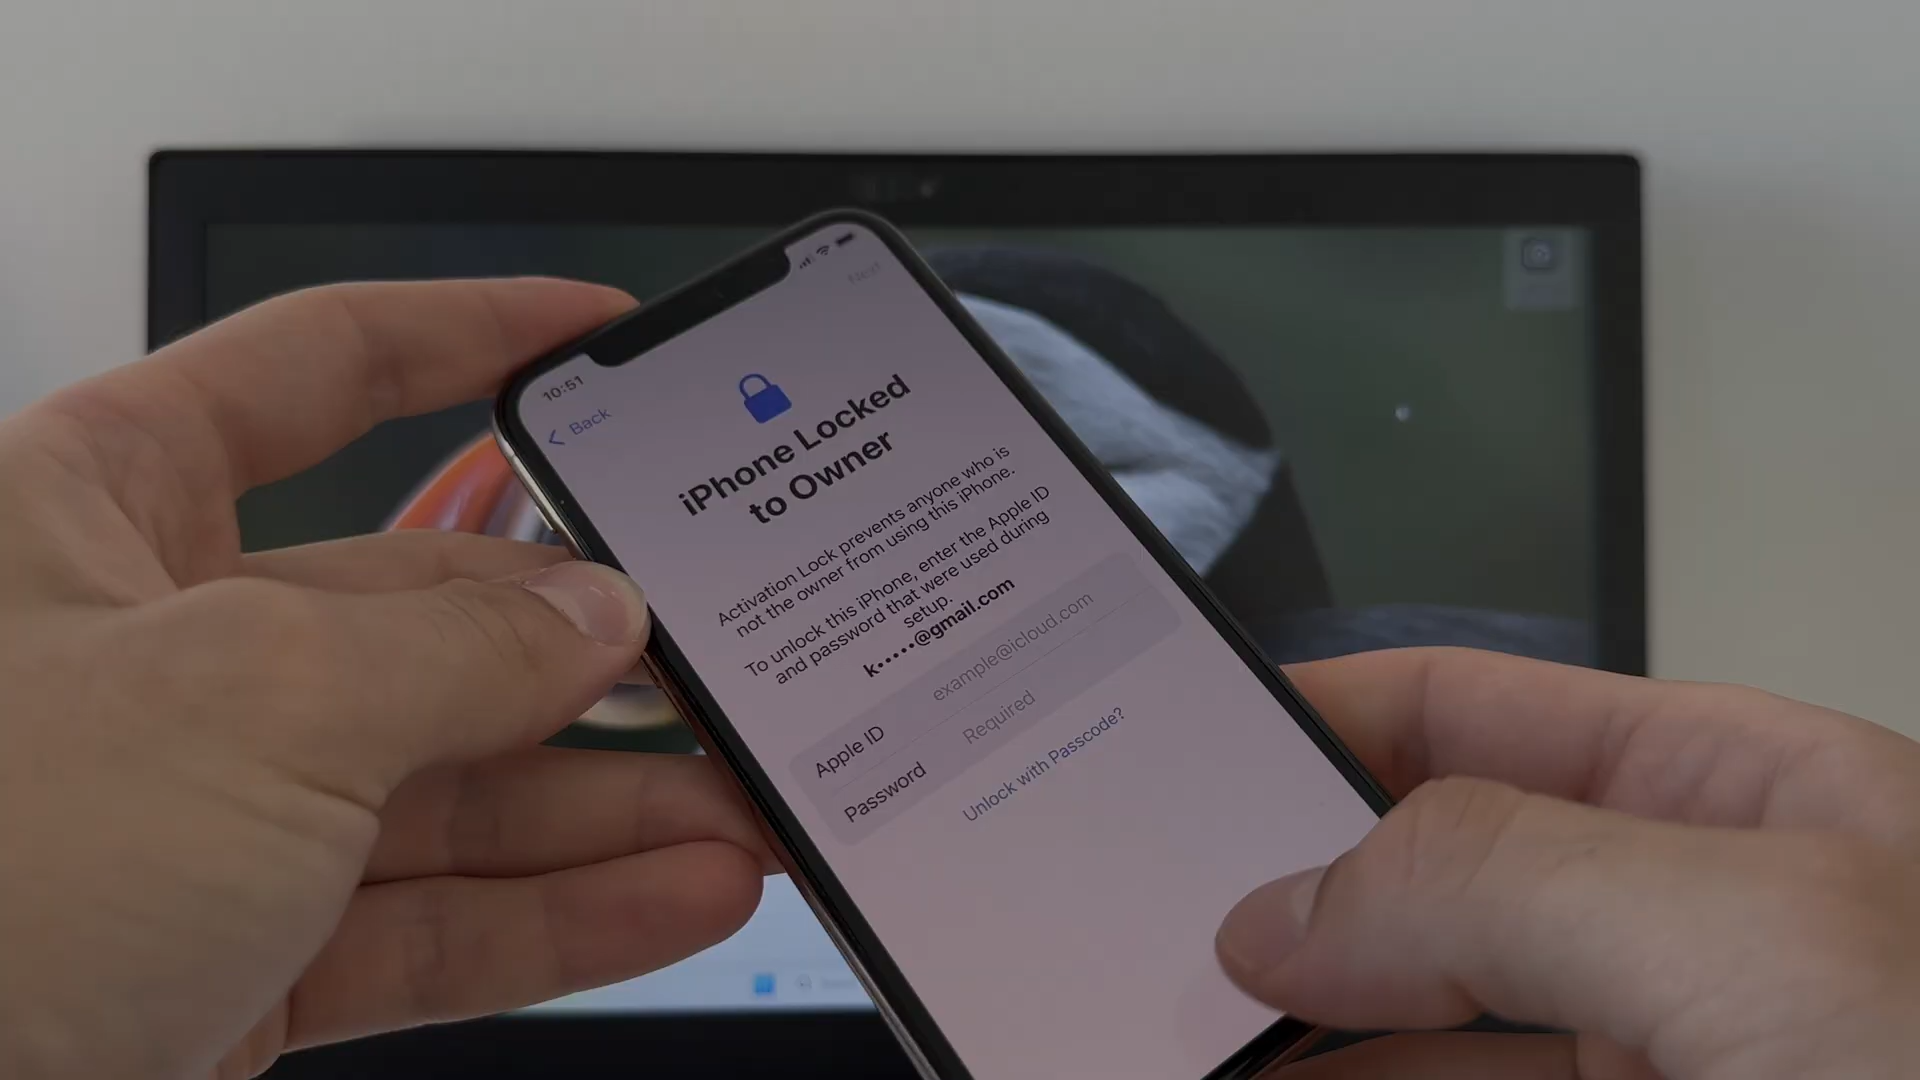 10:51
Back
Next
iPhone Locked
to Owner
Activation Lock prevents anyone who is
not the owner from using this iPhone.
To unlock this iPhone, enter the Apple ID
and password that were used during
setup.
k•••••@gmail.com
Apple ID example@icloud.com
Password Required
Unlock with Passcode?